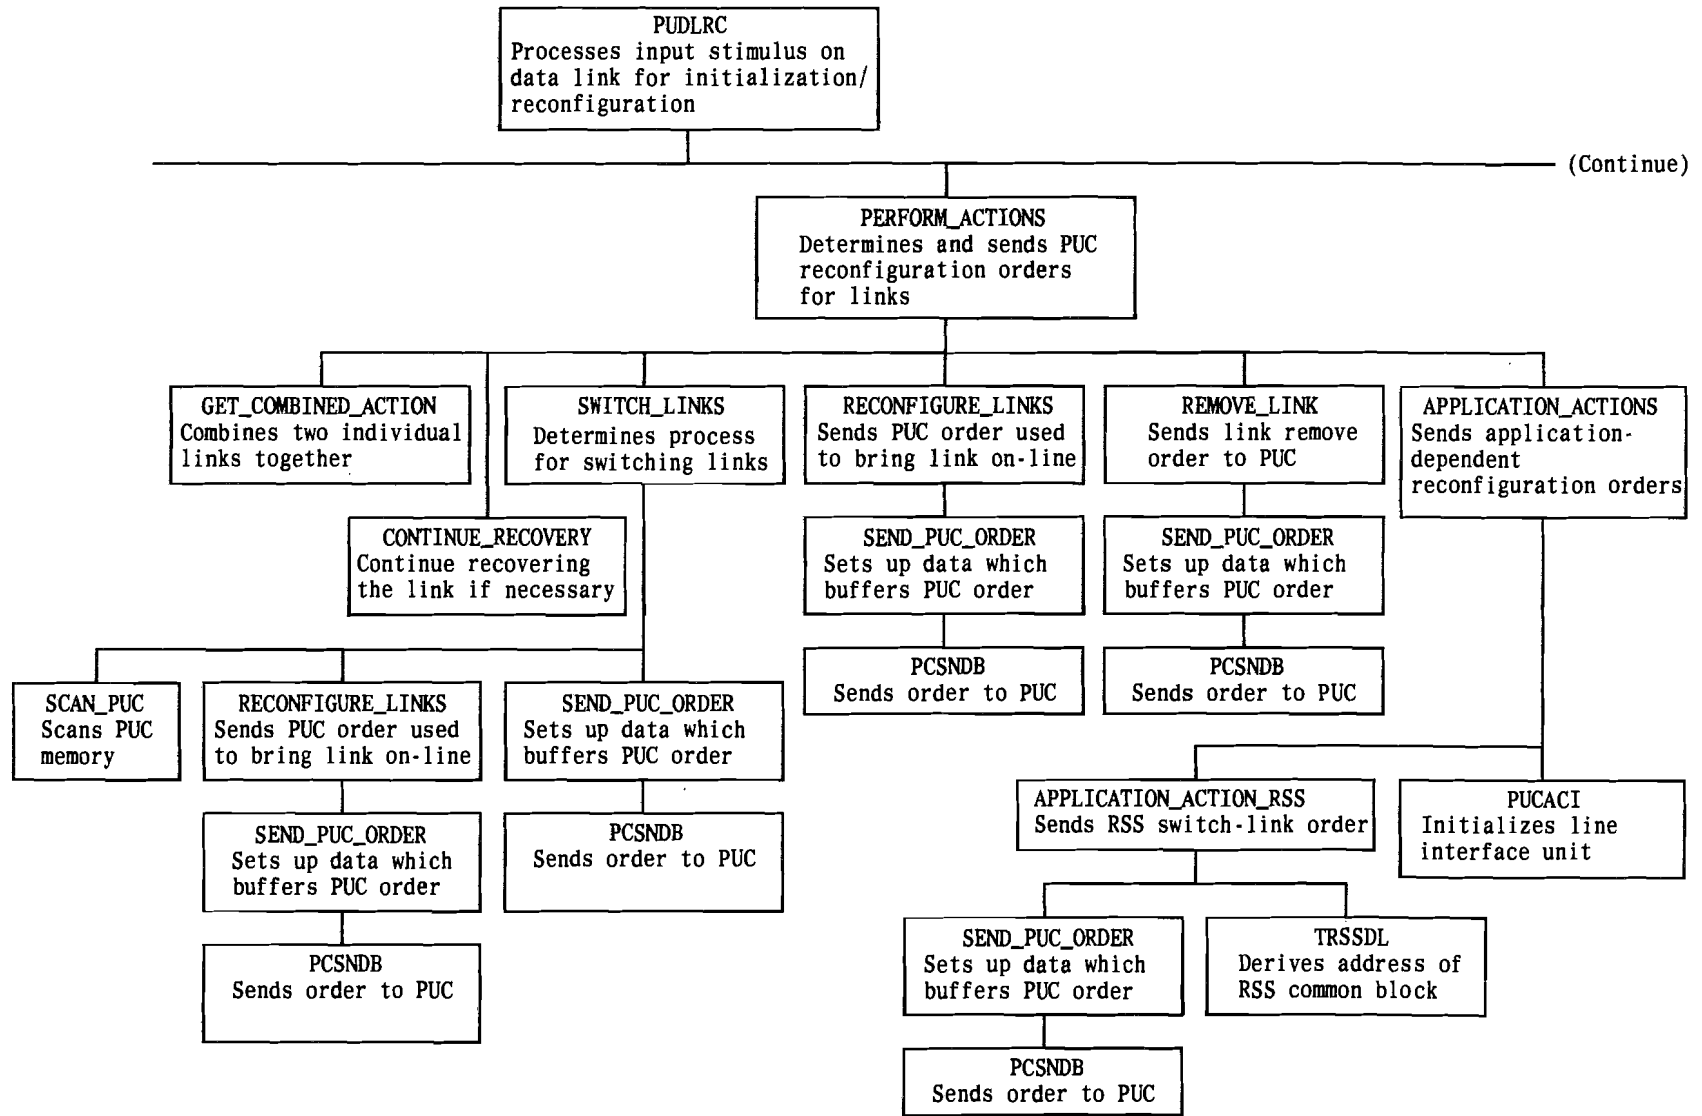 PUDLRC
Processes input stimulus on
data link for initialization/
reconfiguration
(Continue)
PERFORM_ACTIONS
Determines and sends PUC
reconfiguration orders
for links
GET_COMBINED_ACTION
Combines two individual
links together
SWITCH_LINKS
Determines process
for switching links
RECONFIGURE_LINKS
Sends PUC order used
to bring link on-line
REMOVE_LINK
Sends link remove
order to PUC
APPLICATION_ACTIONS
Sends application-
dependent
reconfiguration orders
CONTINUE_RECOVERY
Continue recovering
the link if necessary
SEND_PUC_ORDER
Sets up data which
buffers PUC order
SEND_PUC_ORDER
Sets up data which
buffers PUC order
PCSNDB
Sends order to PUC
PCSNDB
Sends order to PUC
SCAN_PUC
Scans PUC
memory
RECONFIGURE_LINKS
Sends PUC order used
to bring link on-line
SEND_PUC_ORDER
Sets up data which
buffers PUC order
APPLICATION_ACTION_RSS
Sends RSS switch-link order
PUCACI
Initializes line
interface unit
SEND_PUC_ORDER
Sets up data which
buffers PUC order
PCSNDB
Sends order to PUC
PCSNDB
Sends order to PUC
SEND_PUC_ORDER
Sets up data which
buffers PUC order
TRSSDL
Derives address of
RSS common block
PCSNDB
Sends order to PUC